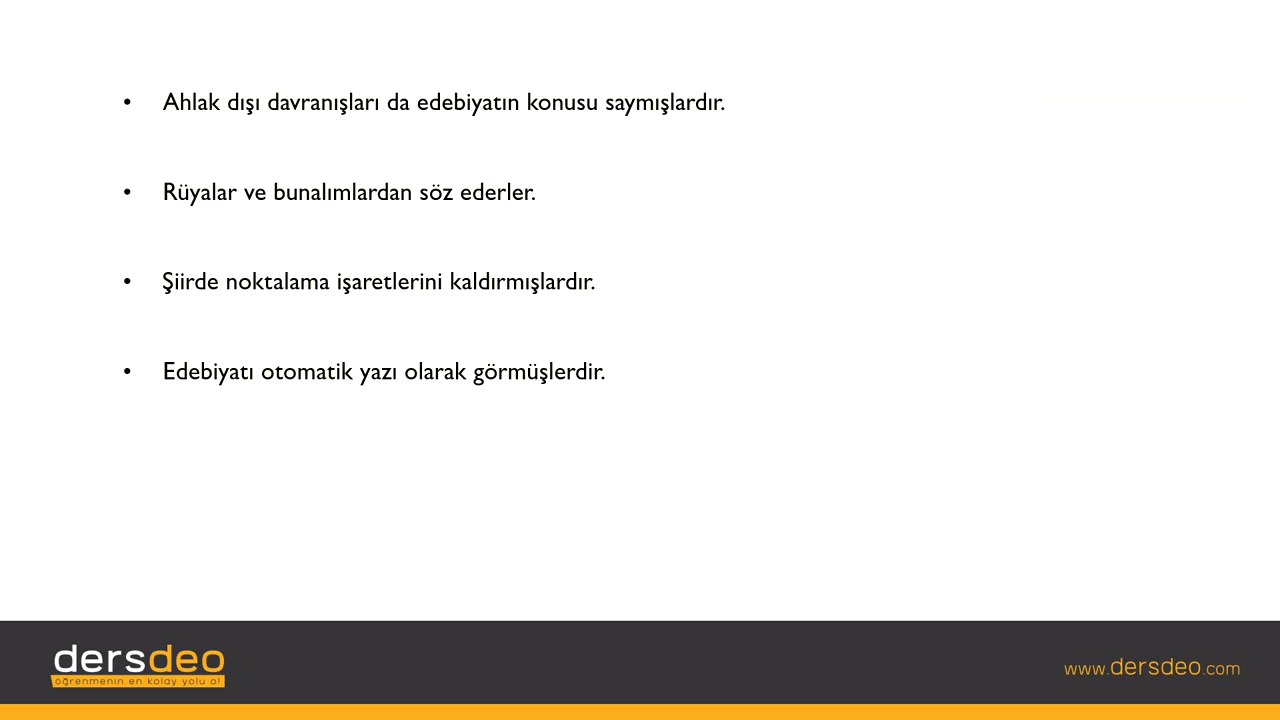 • Ahlak dışı davranışları da edebiyatın konusu saymışlardır.
• Rüyalar ve bunalımlardan söz ederler.
• Şiirde noktalama işaretlerini kaldırmışlardır.
• Edebiyatı otomatik yazı olarak görmüşlerdir.
dersdeo
öğrenmenin en kolay yolu o!
www.dersdeo.com